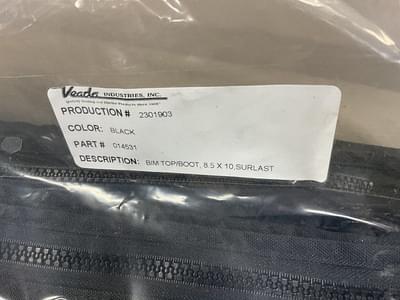 Veada INDUSTRIES, INC.
PRODUCTION# 2301903
COLOR: BLACK
PART # 014531
DESCRIPTION: BIM TOP/BOOT, 8.5 X 10,SURLAST